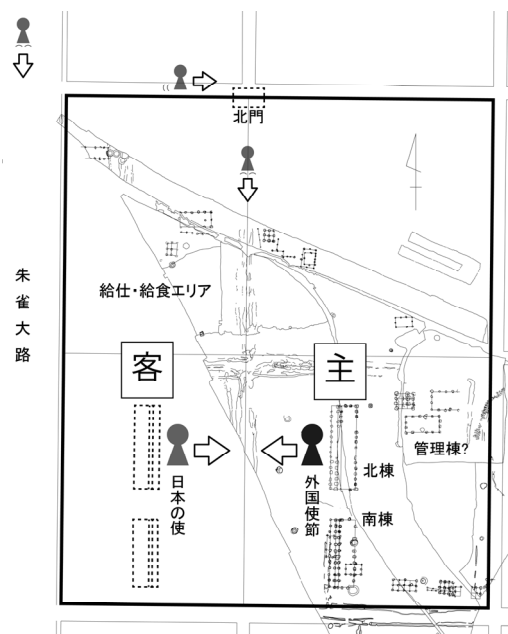 北門
朱雀大路
給仕・給食エリア
客
主
管理棟?
北棟
日本の使
外国使節
南棟